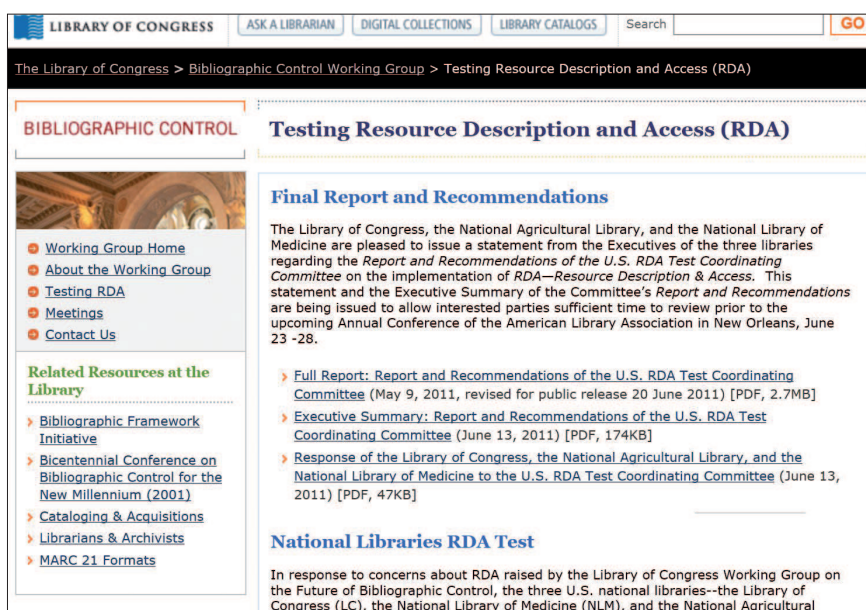 LIBRARY OF CONGRESS
ASK A LIBRARIAN
DIGITAL COLLECTIONS
LIBRARY CATALOGS
Search
GO
The Library of Congress > Bibliographic Control Working Group > Testing Resource Description and Access (RDA)
BIBLIOGRAPHIC CONTROL
Working Group Home
About the Working Group
Testing RDA
Meetings
Contact Us
Related Resources at the
Library
Bibliographic Framework
Initiative
Bicentennial Conference on
Bibliographic Control for the
New Millennium (2001)
Cataloging & Acquisitions
Librarians & Archivists
MARC 21 Formats
Testing Resource Description and Access (RDA)
Final Report and Recommendations
The Library of Congress, the National Agricultural Library, and the National Library of
Medicine are pleased to issue a statement from the Executives of the three libraries
regarding the Report and Recommendations of the U.S. RDA Test Coordinating
Committee on the implementation of RDA—Resource Description & Access. This
statement and the Executive Summary of the Committee's Report and Recommendations
are being issued to allow interested parties sufficient time to review prior to the
upcoming Annual Conference of the American Library Association in New Orleans, June
23 -28.
Full Report: Report and Recommendations of the U.S. RDA Test Coordinating
Committee (May 9, 2011, revised for public release 20 June 2011) [PDF, 2.7MB]
Executive Summary: Report and Recommendations of the U.S. RDA Test
Coordinating Committee (June 13, 2011) [PDF, 174KB]
Response of the Library of Congress, the National Agricultural Library, and the
National Library of Medicine to the U.S. RDA Test Coordinating Committee (June 13,
2011) [PDF, 47KB]
National Libraries RDA Test
In response to concerns about RDA raised by the Library of Congress Working Group on
the Future of Bibliographic Control, the three U.S. national libraries--the Library of
Congress (LC), the National Library of Medicine (NLM), and the National Agricultural